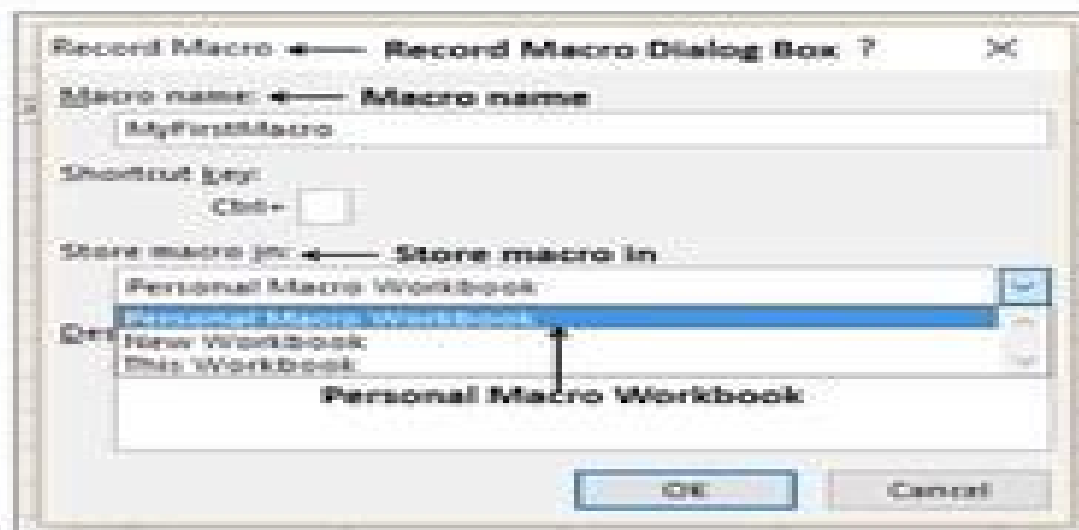 Record Macro ← Record Macro Dialog Box ? ×
Macro name: ← Macro name
MyFirstMacro
Shortcut key:
Ctrl+
Store macro in: ← Store macro in
Personal Macro Workbook
Personal Macro Workbook
Des New Workbook
This Workbook
Personal Macro Workbook
OK Cancel